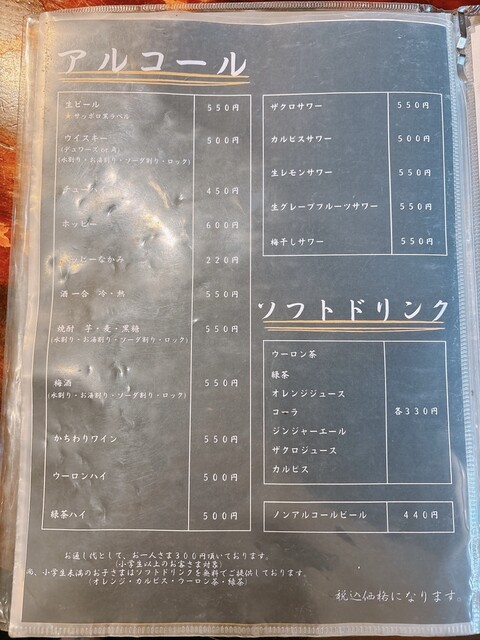 アルコール
生ビール 550円
★サッポロ黒ラベル
ウイスキー 500円
(デュワーズor角)
(水割り・お湯割り・ソーダ割り・ロック)
チューハイ 450円
ホッピー 600円
ホッピーなかみ 220円
酒一合 冷・熱 550円
焼酎 芋・麦・黒糖 550円
(水割り・お湯割り・ソーダ割り・ロック)
梅酒 550円
(水割り・お湯割り・ソーダ割り・ロック)
かちわりワイン 550円
ウーロンハイ 500円
緑茶ハイ 500円
ザクロサワー 550円
カルピスサワー 500円
生レモンサワー 550円
生グレープフルーツサワー 550円
梅干しサワー 550円
ソフトドリンク
ウーロン茶
緑茶
オレンジジュース
コーラ 各330円
ジンジャーエール
ザクロジュース
カルピス
ノンアルコールビール 440円
お通し代として、お一人さま300円頂いております。
(小学生以上のお客さま対象)
尚、小学生未満のお子さまはソフトドリンクを無料でご提供しております。
(オレンジ・カルピス・ウーロン茶・緑茶)
税込価格になります。